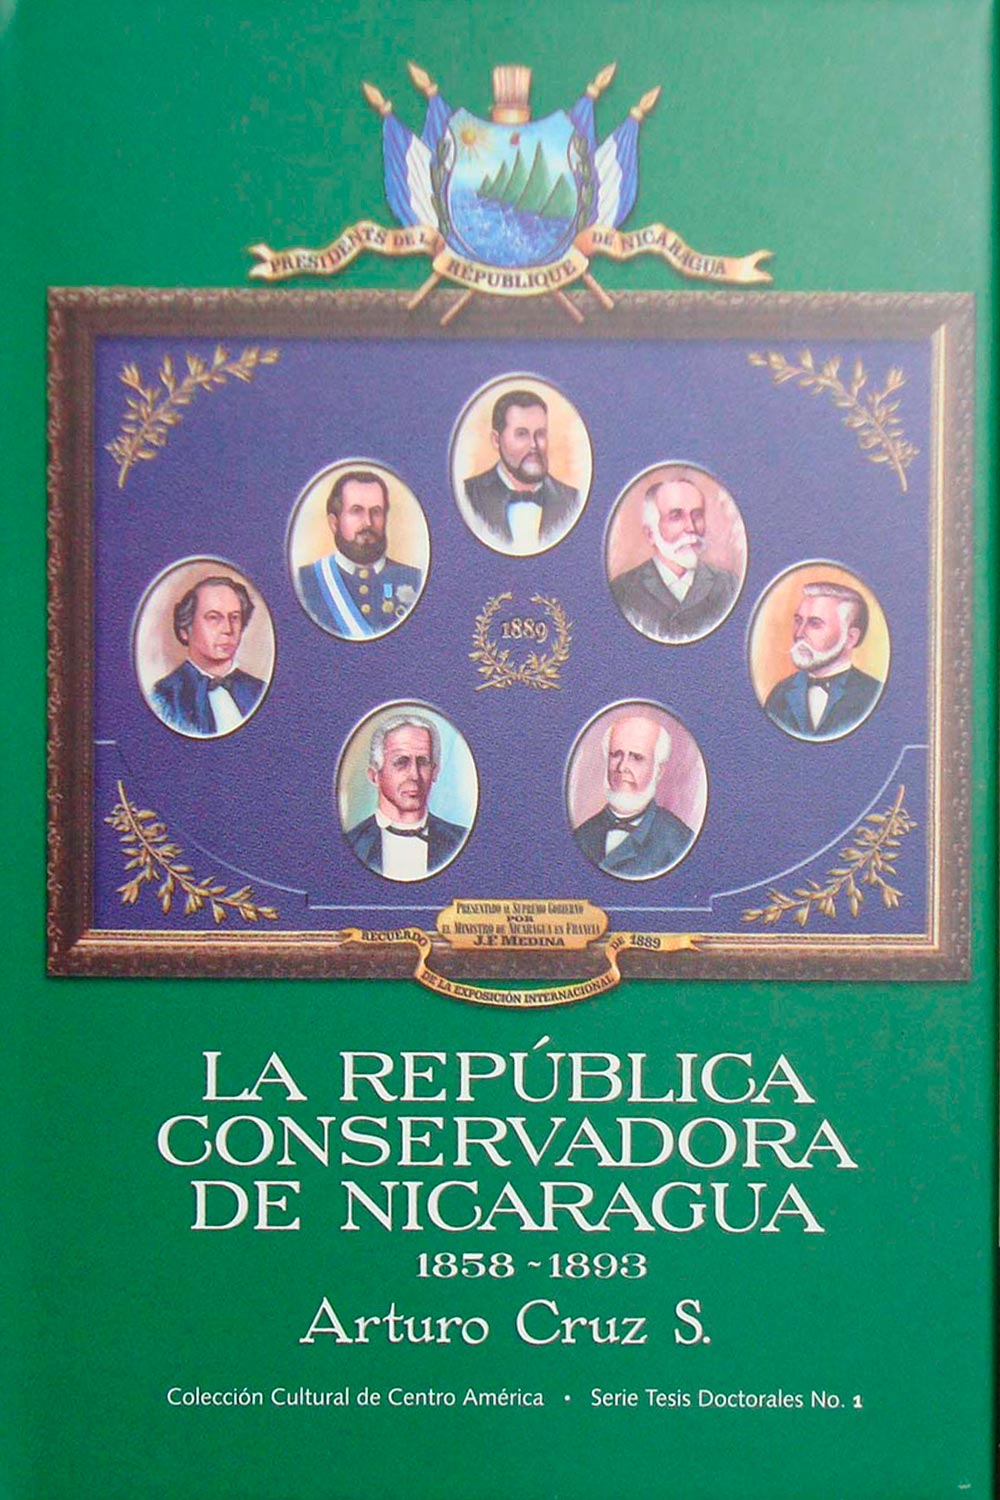 PRESIDENTS DE L
RÉPUBLIQUE
DE NICARAGUA
1889
PRESENTADO AL SUPREMO GOBIERNO
POR
EL MINISTRO DE NICARAGUA EN FRANCIA
J.F. MEDINA
RECUERDO
DE LA EXPOSICIÓN INTERNACIONAL
DE 1889
LA REPÚBLICA
CONSERVADORA
DE NICARAGUA
1858 ~ 1893
Arturo Cruz S.
Colección Cultural de Centro América • Serie Tesis Doctorales No. 1